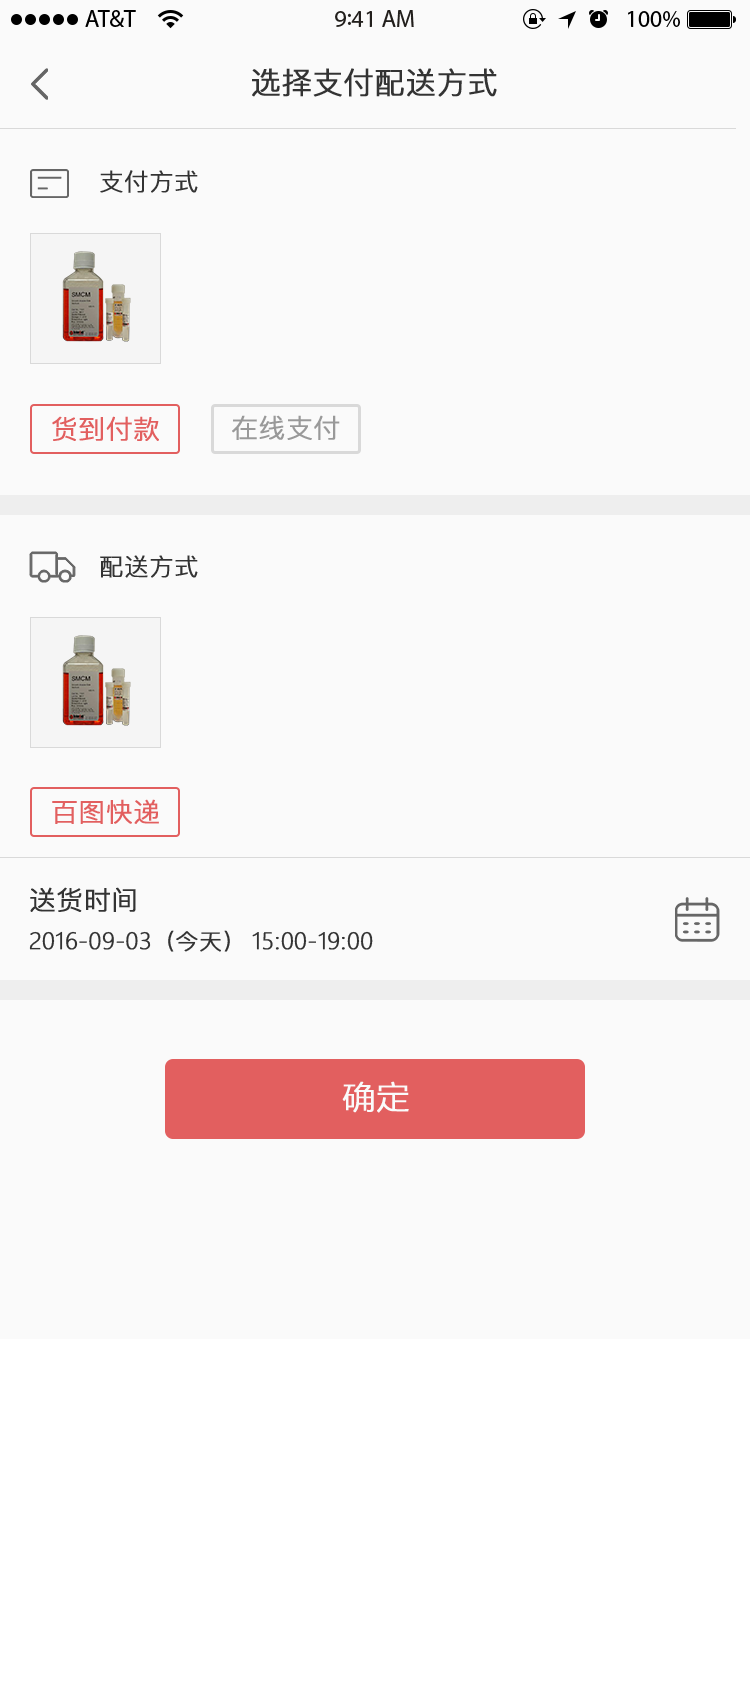 AT&T 9:41 AM 100%
选择支付配送方式
支付方式
SMCM
货到付款 在线支付
配送方式
SMCM
百图快递
送货时间
2016-09-03（今天） 15:00-19:00
确定